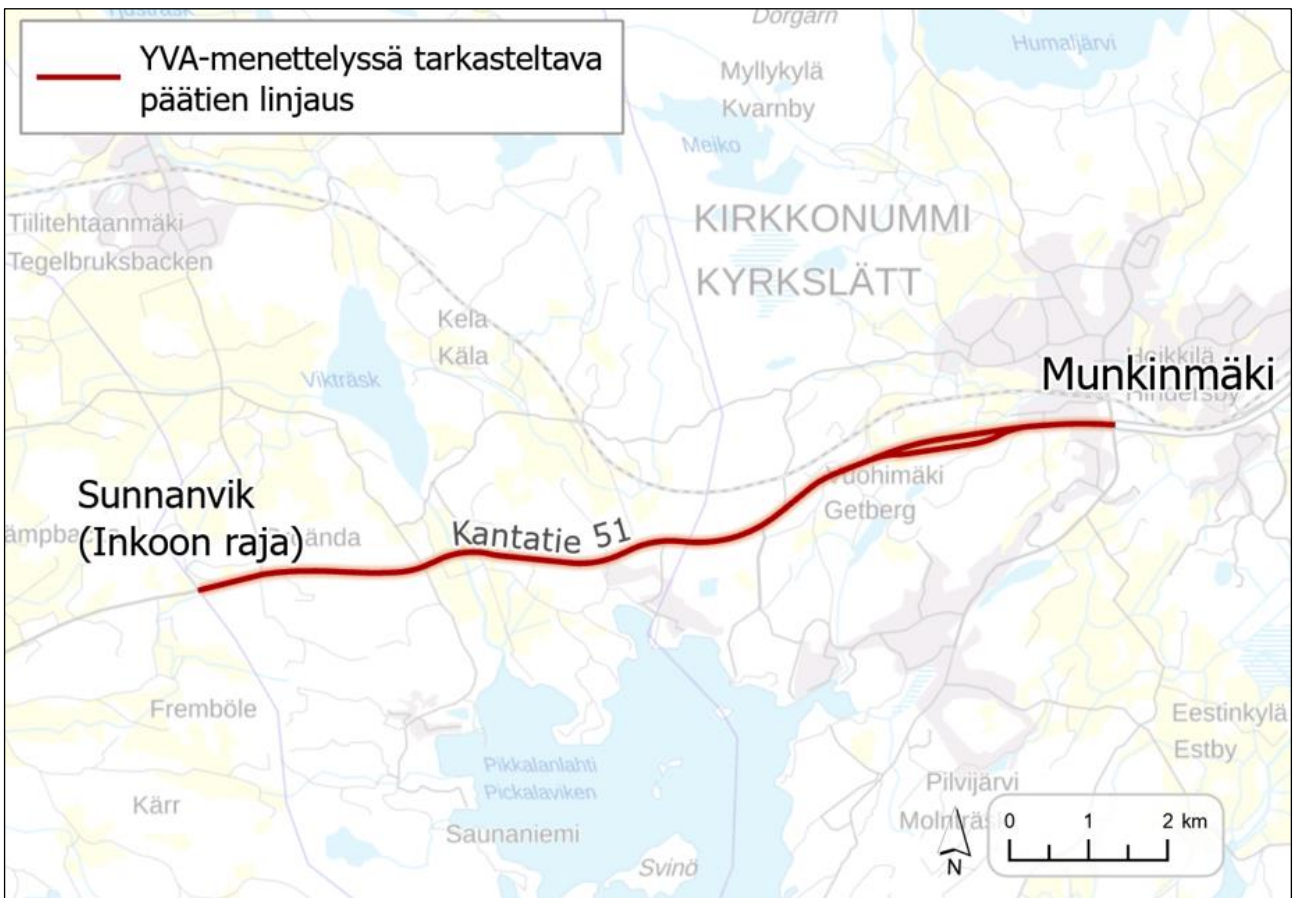 YVA-menettelyssä tarkasteltava
päätien linjaus
Dorgarn
Humaljärvi
Myllykylä
Kvarnby
Meiko
KIRKKONUMMI
KYRKSLÄTT
Tiilitehtaanmäki
Tegelbruksbacken
Kela
Käla
Vikträsk
Munkinmäki
Sunnanvik
(Inkoon raja)
Kantatie 51
Vuohimäki
Getberg
Fremböle
Kärr
Pikkalanlahti
Pickalaviken
Saunaniemi
Svinö
Eestinkylä
Estby
Pilvijärvi
0 1 2 km
N